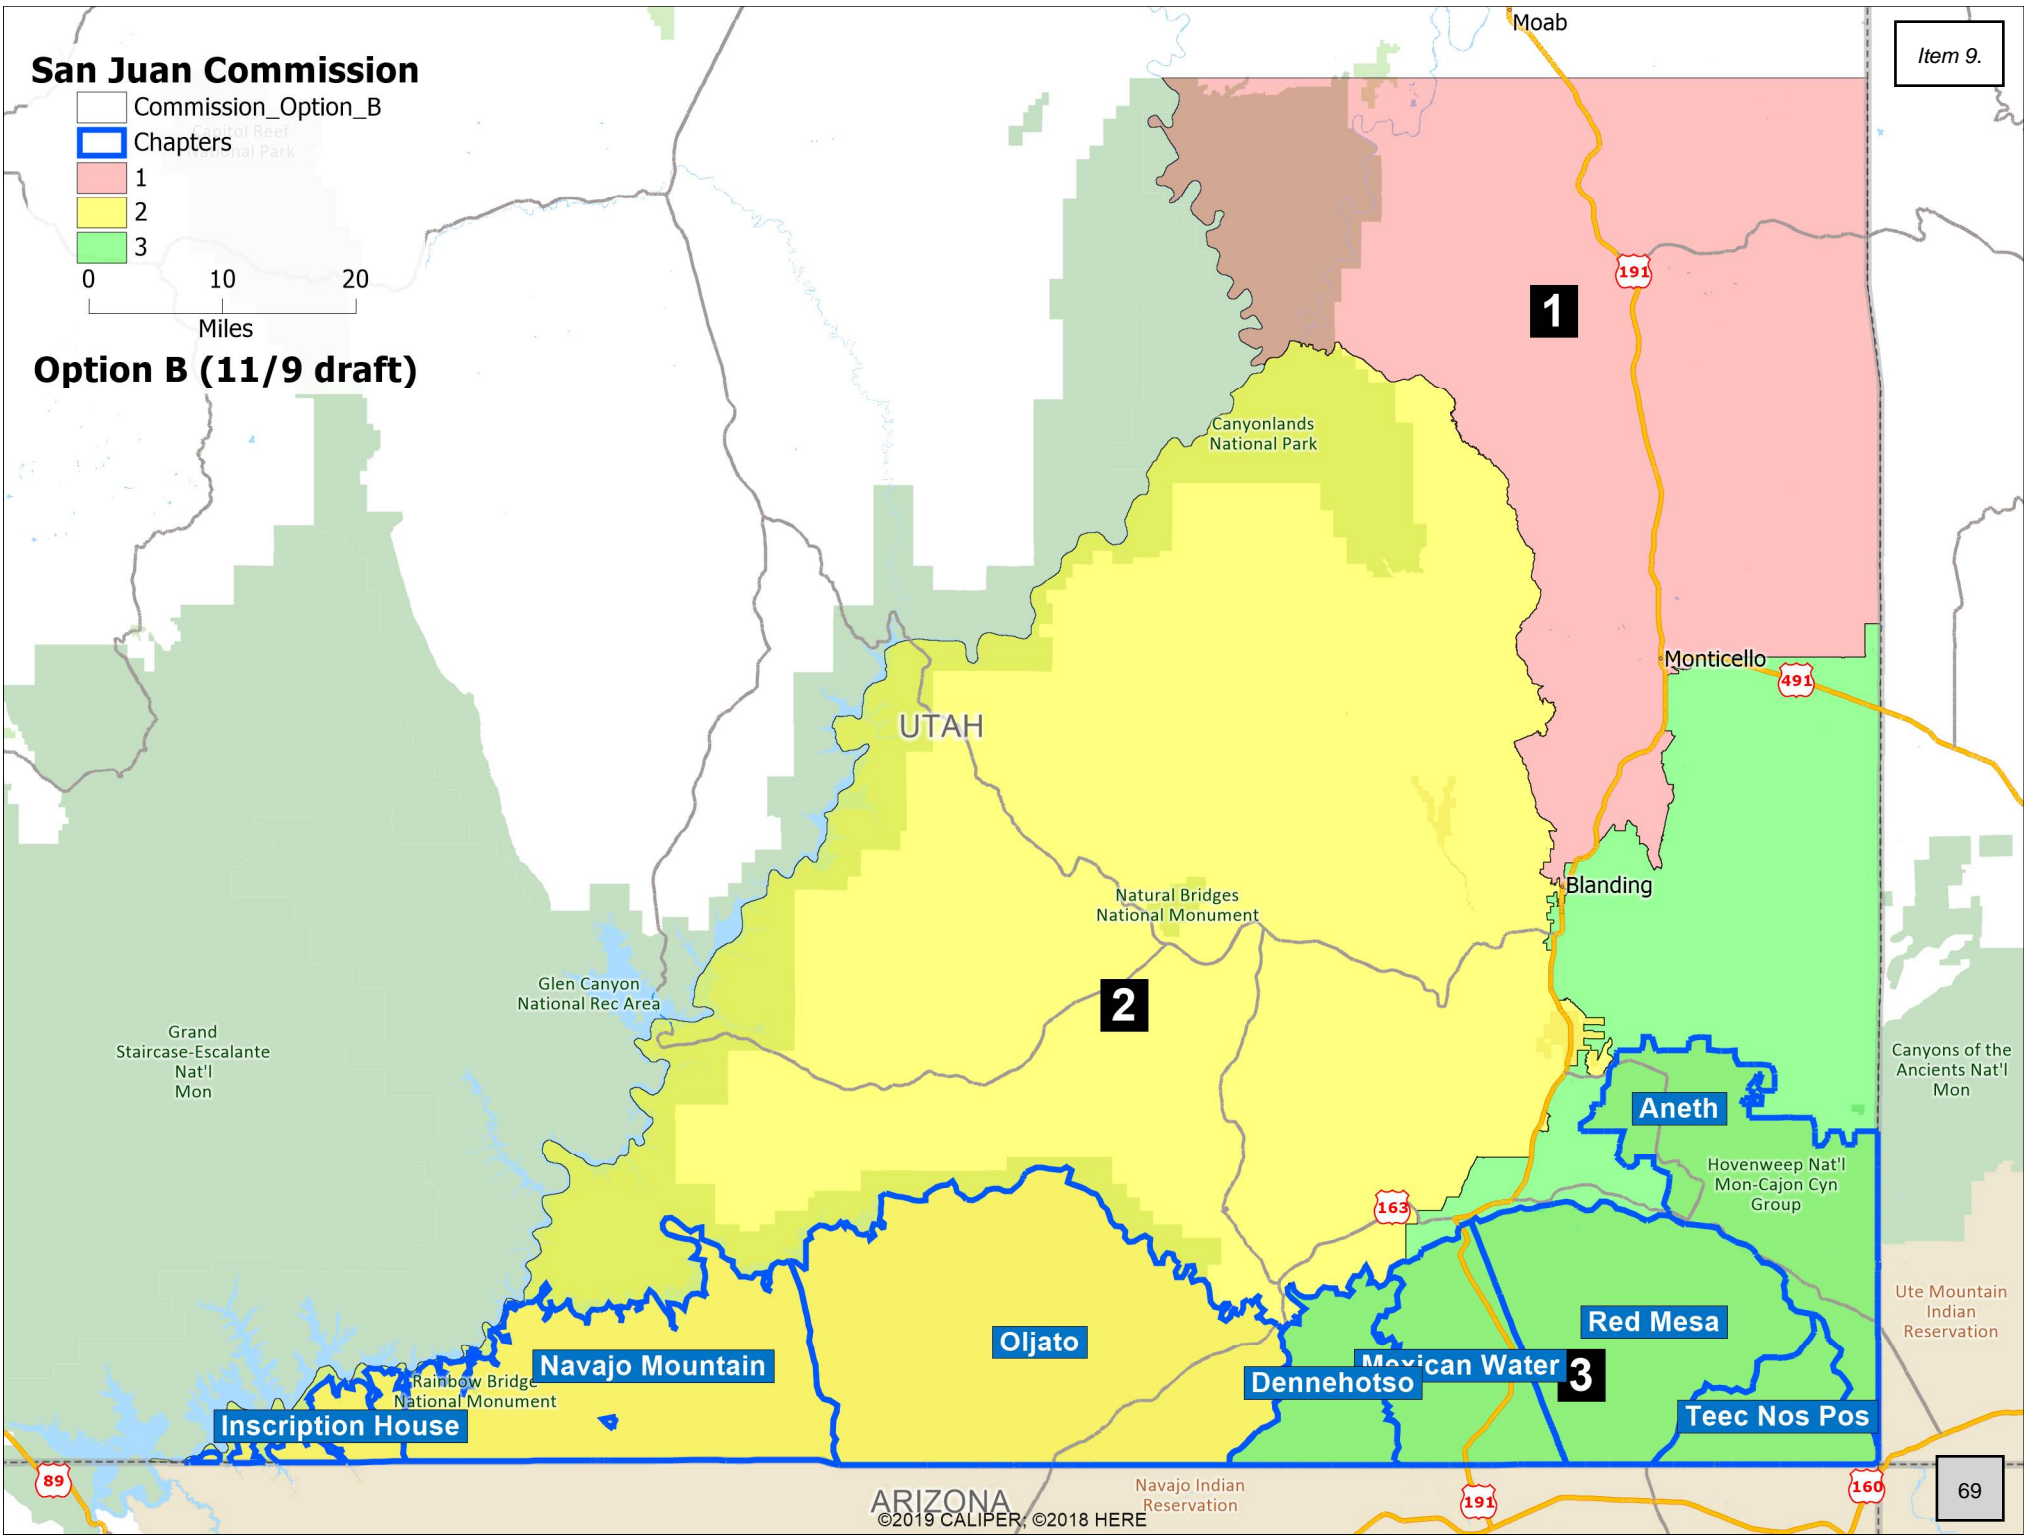 Moab
Item 9.
San Juan Commission
Commission_Option_B
Capitol Reef
National Park
Chapters
1
2
3
0 10 20
Miles
Option B (11/9 draft)
191
1
Canyonlands
National Park
Monticello
491
UTAH
Blanding
Natural Bridges
National Monument
Glen Canyon
National Rec Area
2
Grand
Staircase-Escalante
Nat'l
Mon
Canyons of the
Ancients Nat'l
Mon
Aneth
Hovenweep Nat'l
Mon-Cajon Cyn
Group
163
Ute Mountain
Indian
Reservation
Red Mesa
Oljato
Navajo Mountain
Mexican Water
3
Dennehotso
Rainbow Bridge
National Monument
Inscription House
Teec Nos Pos
89
Navajo Indian
Reservation
191
160
69
ARIZONA
©2019 CALIPER; ©2018 HERE